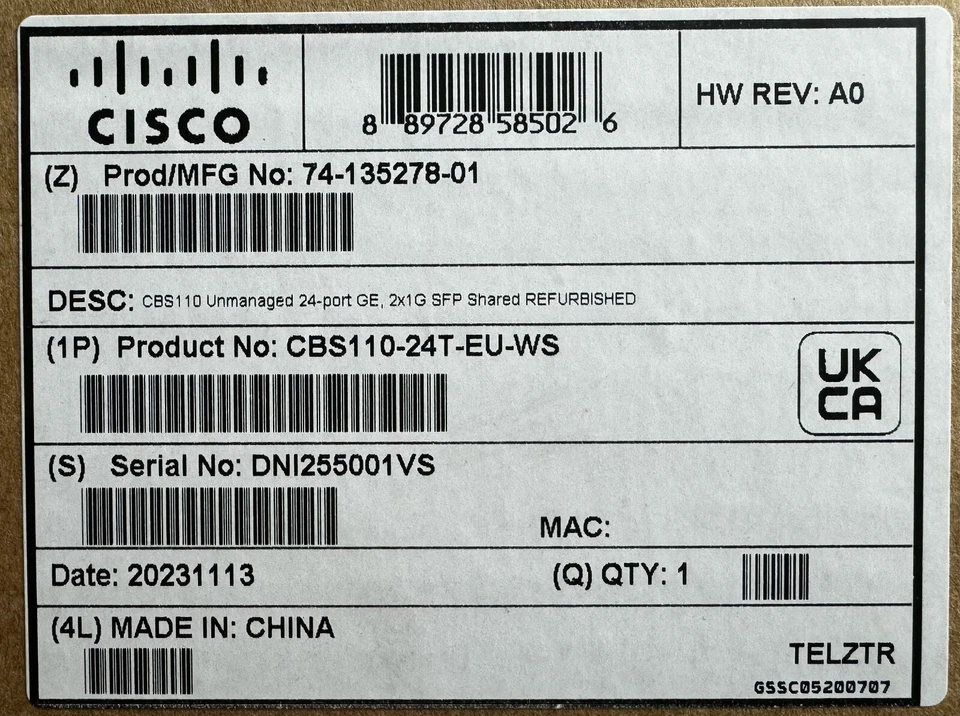 CISCO
8 89728 58502 6
HW REV: A0
(Z) Prod/MFG No: 74-135278-01
DESC: CBS110 Unmanaged 24-port GE, 2x1G SFP Shared REFURBISHED
(1P) Product No: CBS110-24T-EU-WS
UK
CA
(S) Serial No: DNI255001VS
MAC:
Date: 20231113
(Q) QTY: 1
(4L) MADE IN: CHINA
TELZTR
GSSC05200707